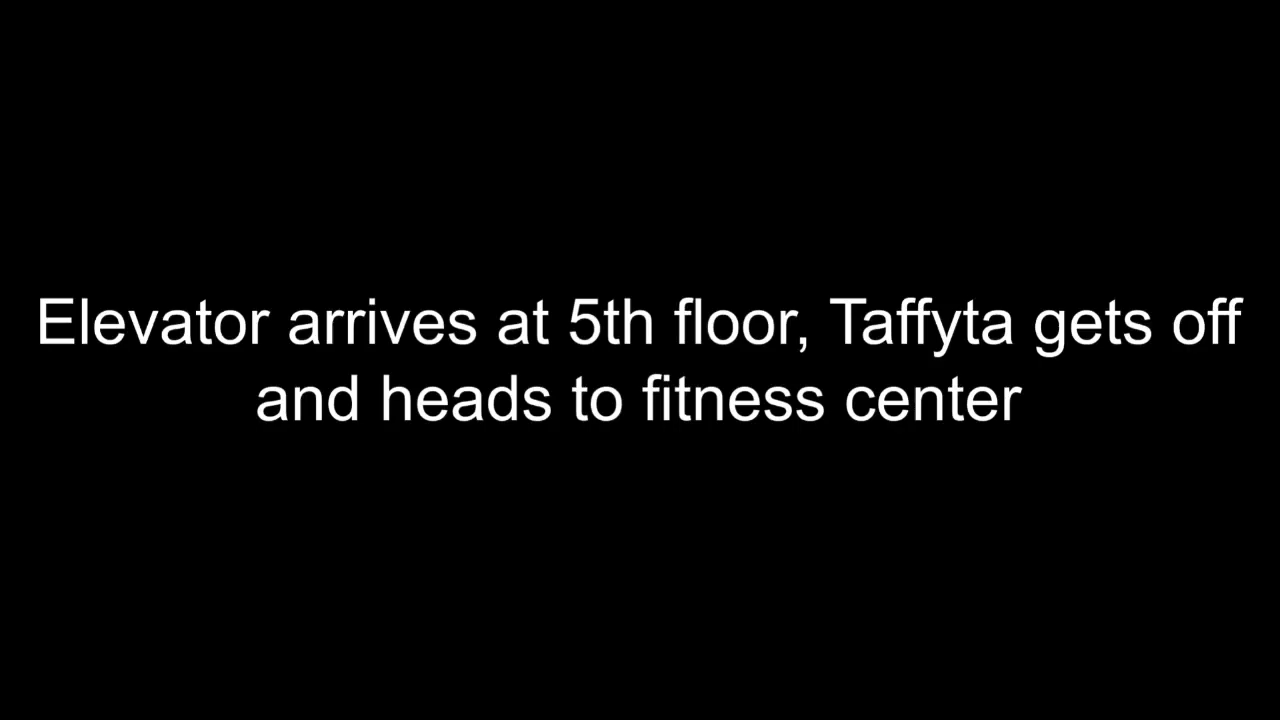 Elevator arrives at 5th floor, Taffyta gets off
and heads to fitness center